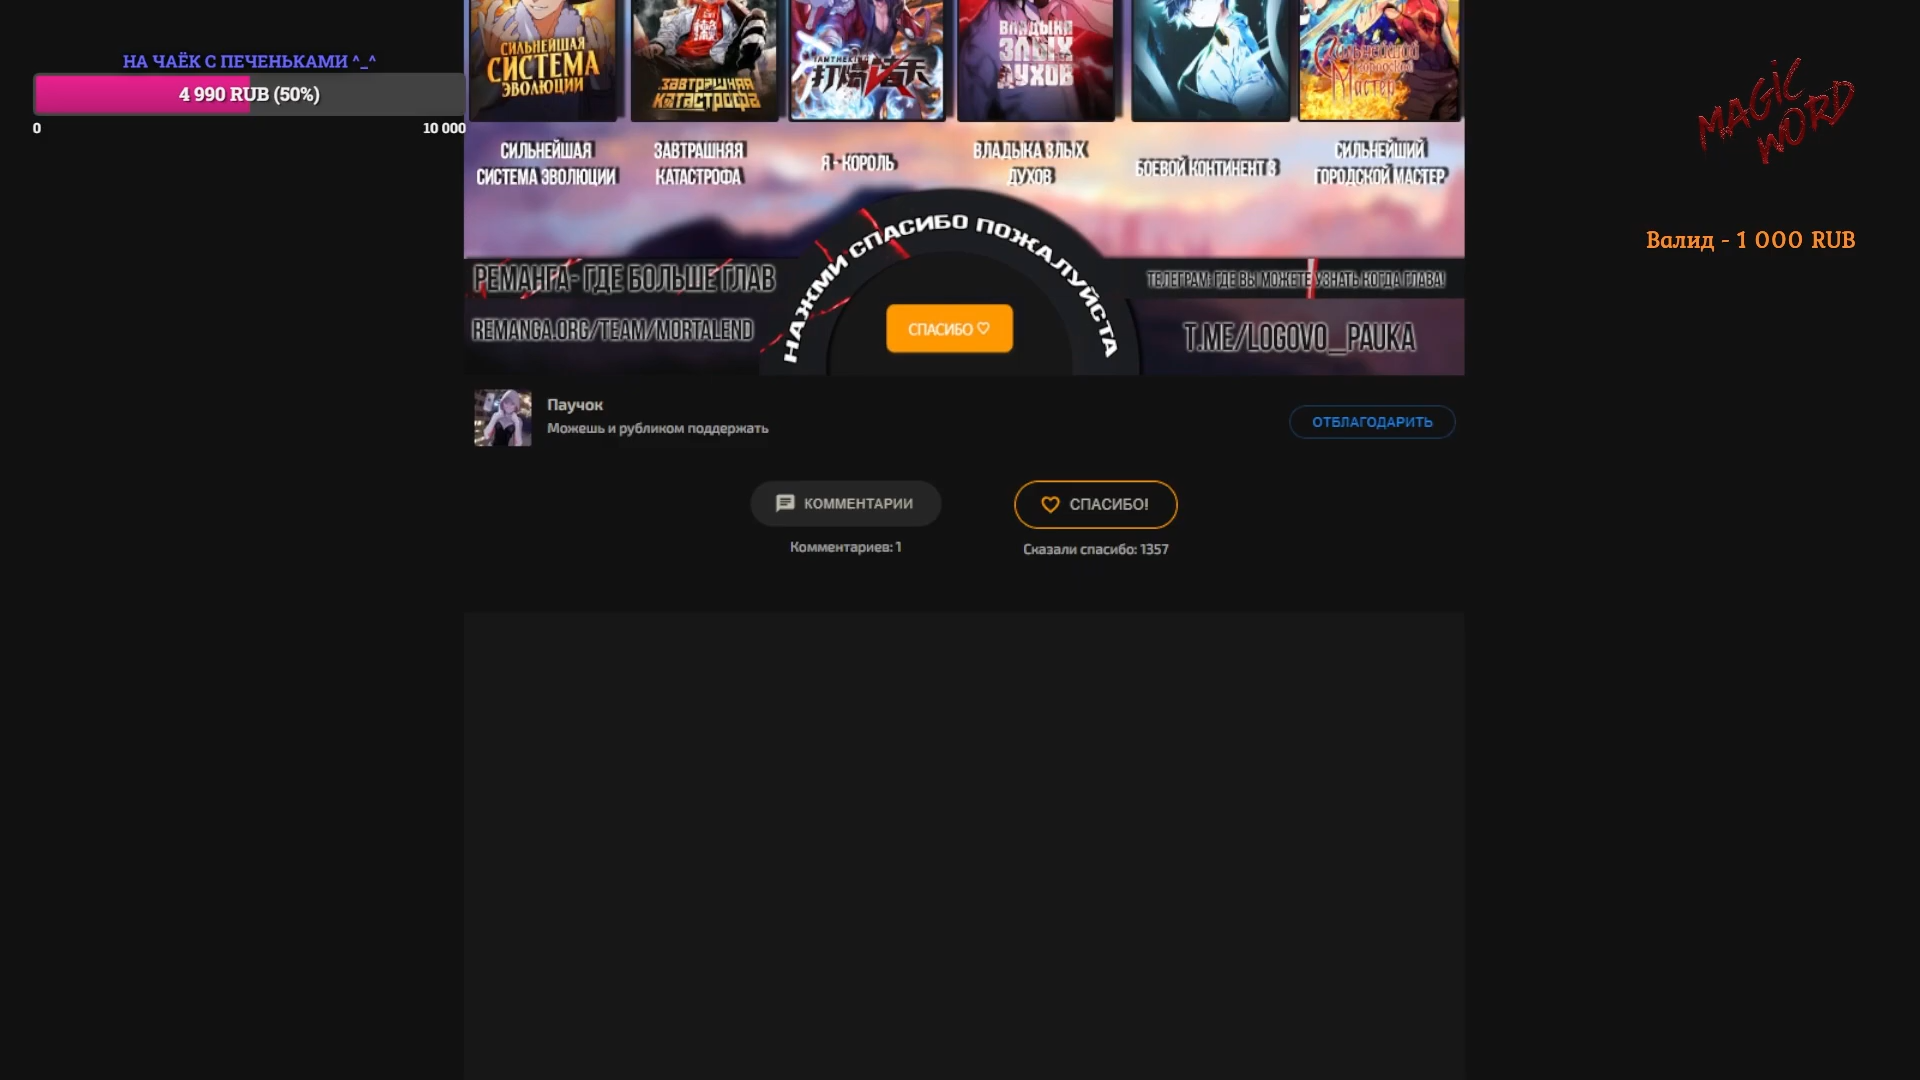 НА ЧАЁК С ПЕЧЕНЬКАМИ ^_^
4 990 RUB (50%)
0
10 000
СИЛЬНЕЙШАЯ
СИСТЕМА
ЭВОЛЮЦИИ
ЗАВТРАШНЯЯ
КАТАСТРОФА
ВЛАДЫКА
ЗЛЫХ
ДУХОВ
Сильнейший
Городской
Мастер
СИЛЬНЕЙШАЯ
СИСТЕМА ЭВОЛЮЦИИ
ЗАВТРАШНЯЯ
КАТАСТРОФА
Я - КОРОЛЬ
ВЛАДЫКА ЗЛЫХ
ДУХОВ
БОЕВОЙ КОНТИНЕНТ 3
СИЛЬНЕЙШИЙ
ГОРОДСКОЙ МАСТЕР
MAGIC
WORD
Валид - 1 000 RUB
НАЖМИ СПАСИБО ПОЖАЛУЙСТА
РЕМАНГА- ГДЕ БОЛЬШЕ ГЛАВ
REMANGA.ORG/TEAM/MORTALEND
СПАСИБО ♡
ТЕЛЕГРАМ: ГДЕ ВЫ МОЖЕТЕ УЗНАТЬ КОГДА ГЛАВА!
T.ME/LOGOVO_PAUKA
Паучок
Можешь и рубликом поддержать
ОТБЛАГОДАРИТЬ
КОММЕНТАРИИ
Комментариев: 1
СПАСИБО!
Сказали спасибо: 1357